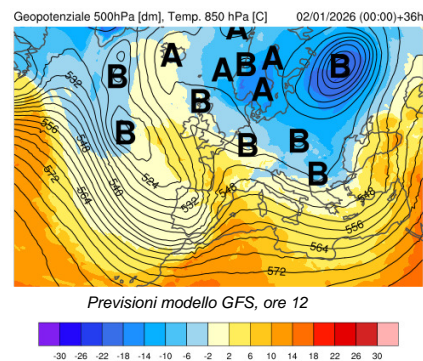 Geopotenziale 500hPa [dm], Temp. 850 hPa [C] 02/01/2026 (00:00)+36h
A
A
B A B A B
A
B
B B B
B
532
556
548
572
564
540
524
532
548
548
556
564
572
Previsioni modello GFS, ore 12
-30 -26 -22 -18 -14 -10 -6 -2 2 6 10 14 18 22 26 30